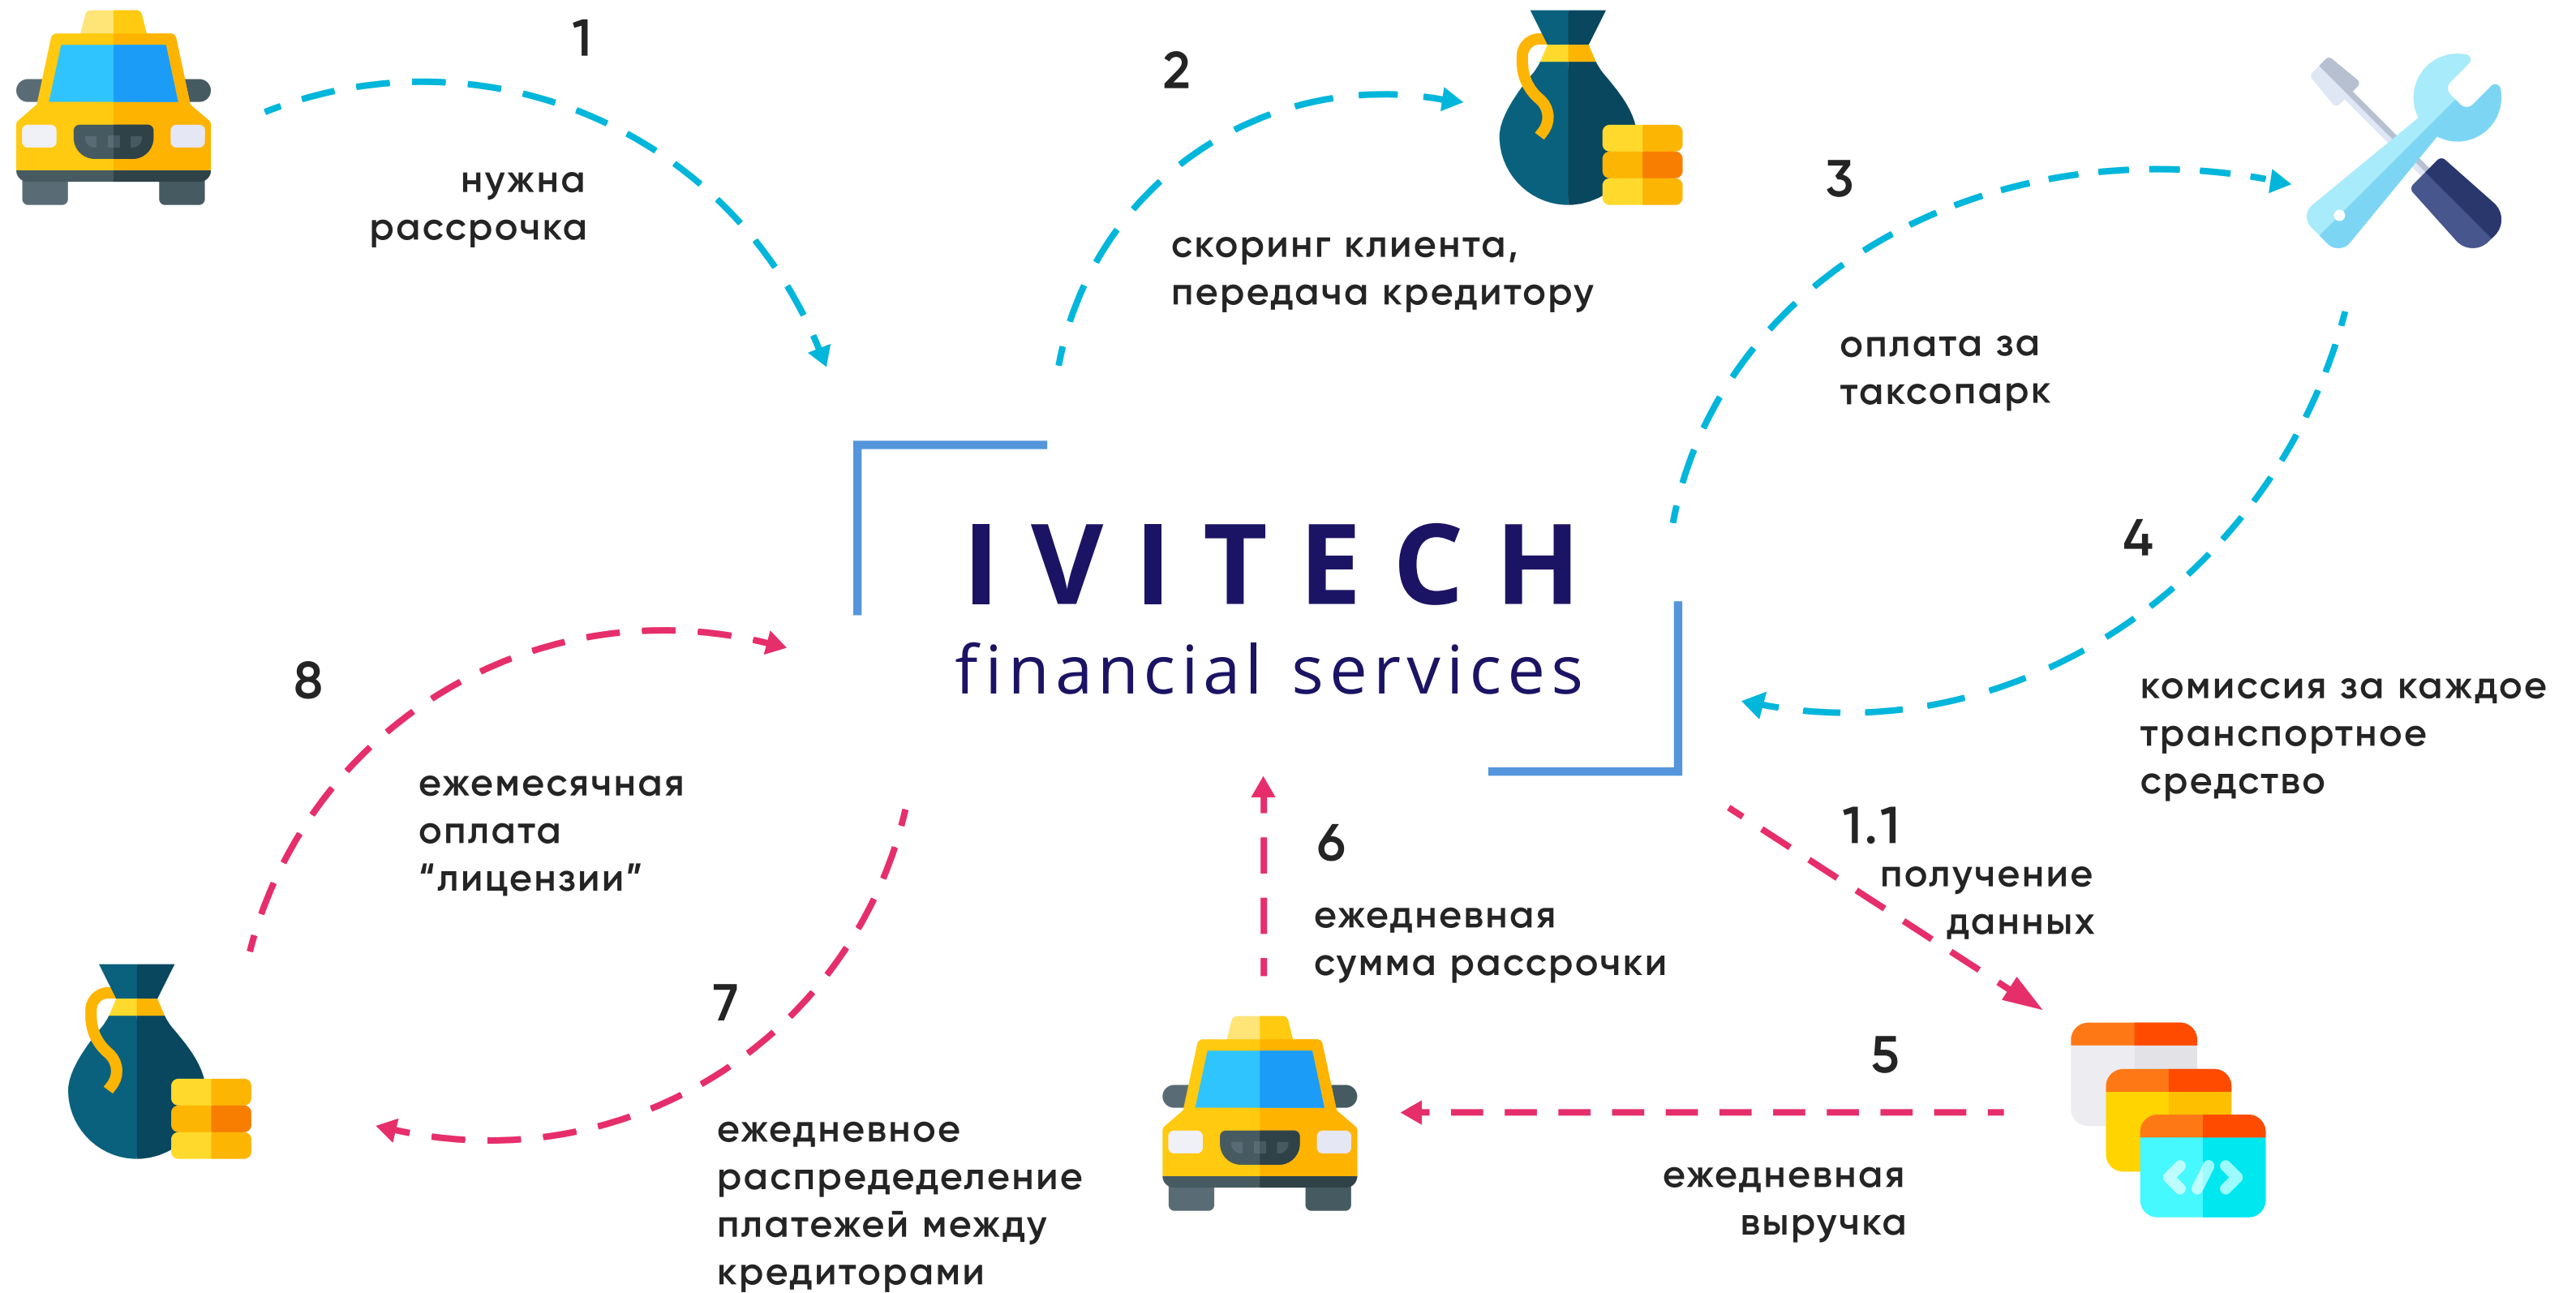 1
нужна
рассрочка
2
скоринг клиента,
передача кредитору
3
оплата за
таксопарк
4
комиссия за каждое
транспортное
средство
IVITECH
financial services
8
ежемесячная
оплата
“лицензии”
7
ежедневное
распредеделение
платежей между
кредиторами
6
ежедневная
сумма рассрочки
1.1
получение
данных
5
ежедневная
выручка